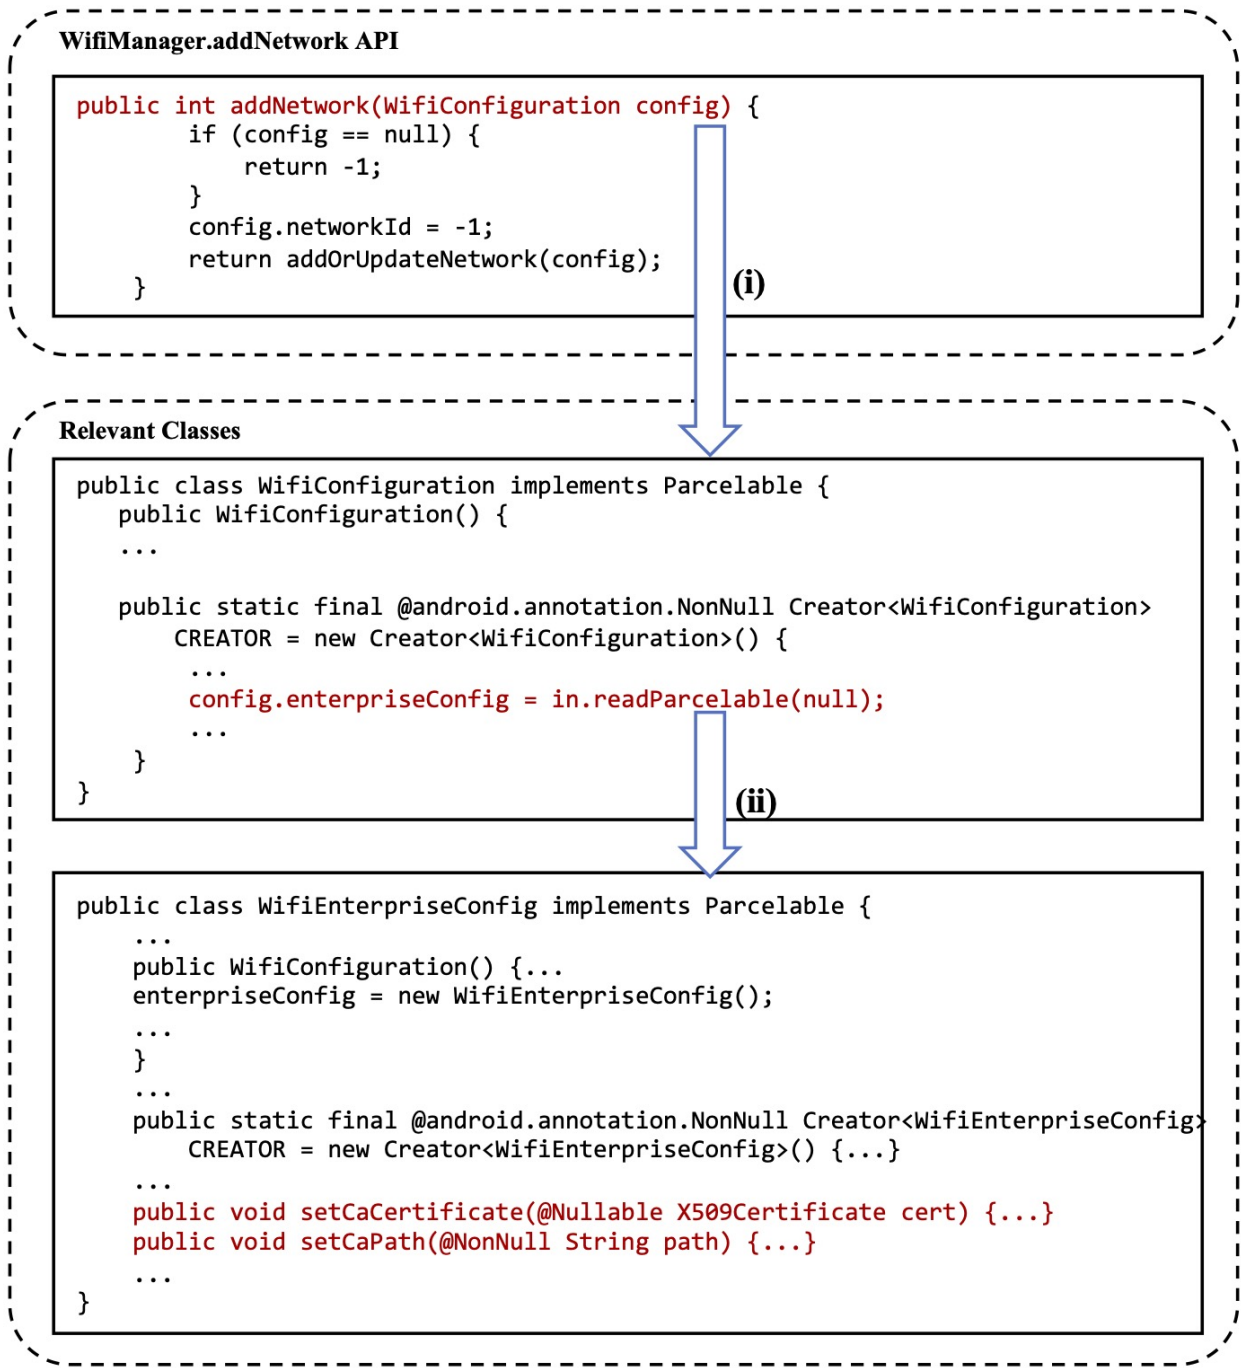 WifiManager.addNetwork API
public int addNetwork(WifiConfiguration config) {
if (config == null) {
return -1;
}
config.networkId = -1;
return addOrUpdateNetwork(config);
}
(i)
Relevant Classes
public class WifiConfiguration implements Parcelable {
public WifiConfiguration() {
...
public static final @android.annotation.NonNull Creator<WifiConfiguration>
CREATOR = new Creator<WifiConfiguration>() {
...
config.enterpriseConfig = in.readParcelable(null);
...
}
}
(ii)
public class WifiEnterpriseConfig implements Parcelable {
...
public WifiConfiguration() {...
enterpriseConfig = new WifiEnterpriseConfig();
...
}
...
public static final @android.annotation.NonNull Creator<WifiEnterpriseConfig>
CREATOR = new Creator<WifiEnterpriseConfig>() {...}
...
public void setCaCertificate(@Nullable X509Certificate cert) {...}
public void setCaPath(@NonNull String path) {...}
...
}